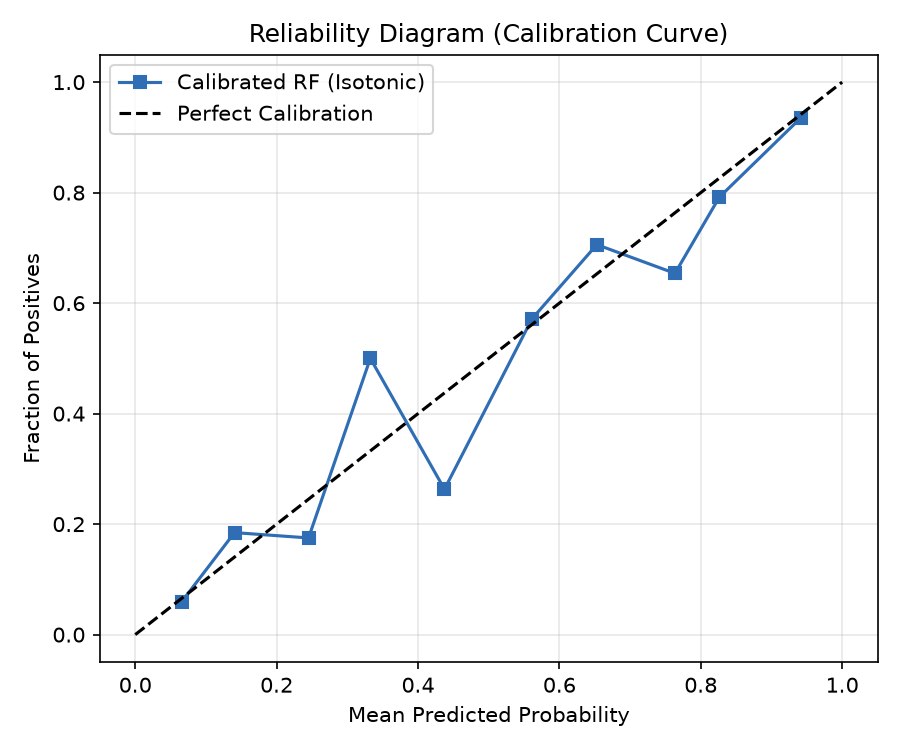 Reliability Diagram (Calibration Curve)
Calibrated RF (Isotonic)
Perfect Calibration
1.0
0.8
0.6
0.4
0.2
0.0
Fraction of Positives
0.0 0.2 0.4 0.6 0.8 1.0
Mean Predicted Probability